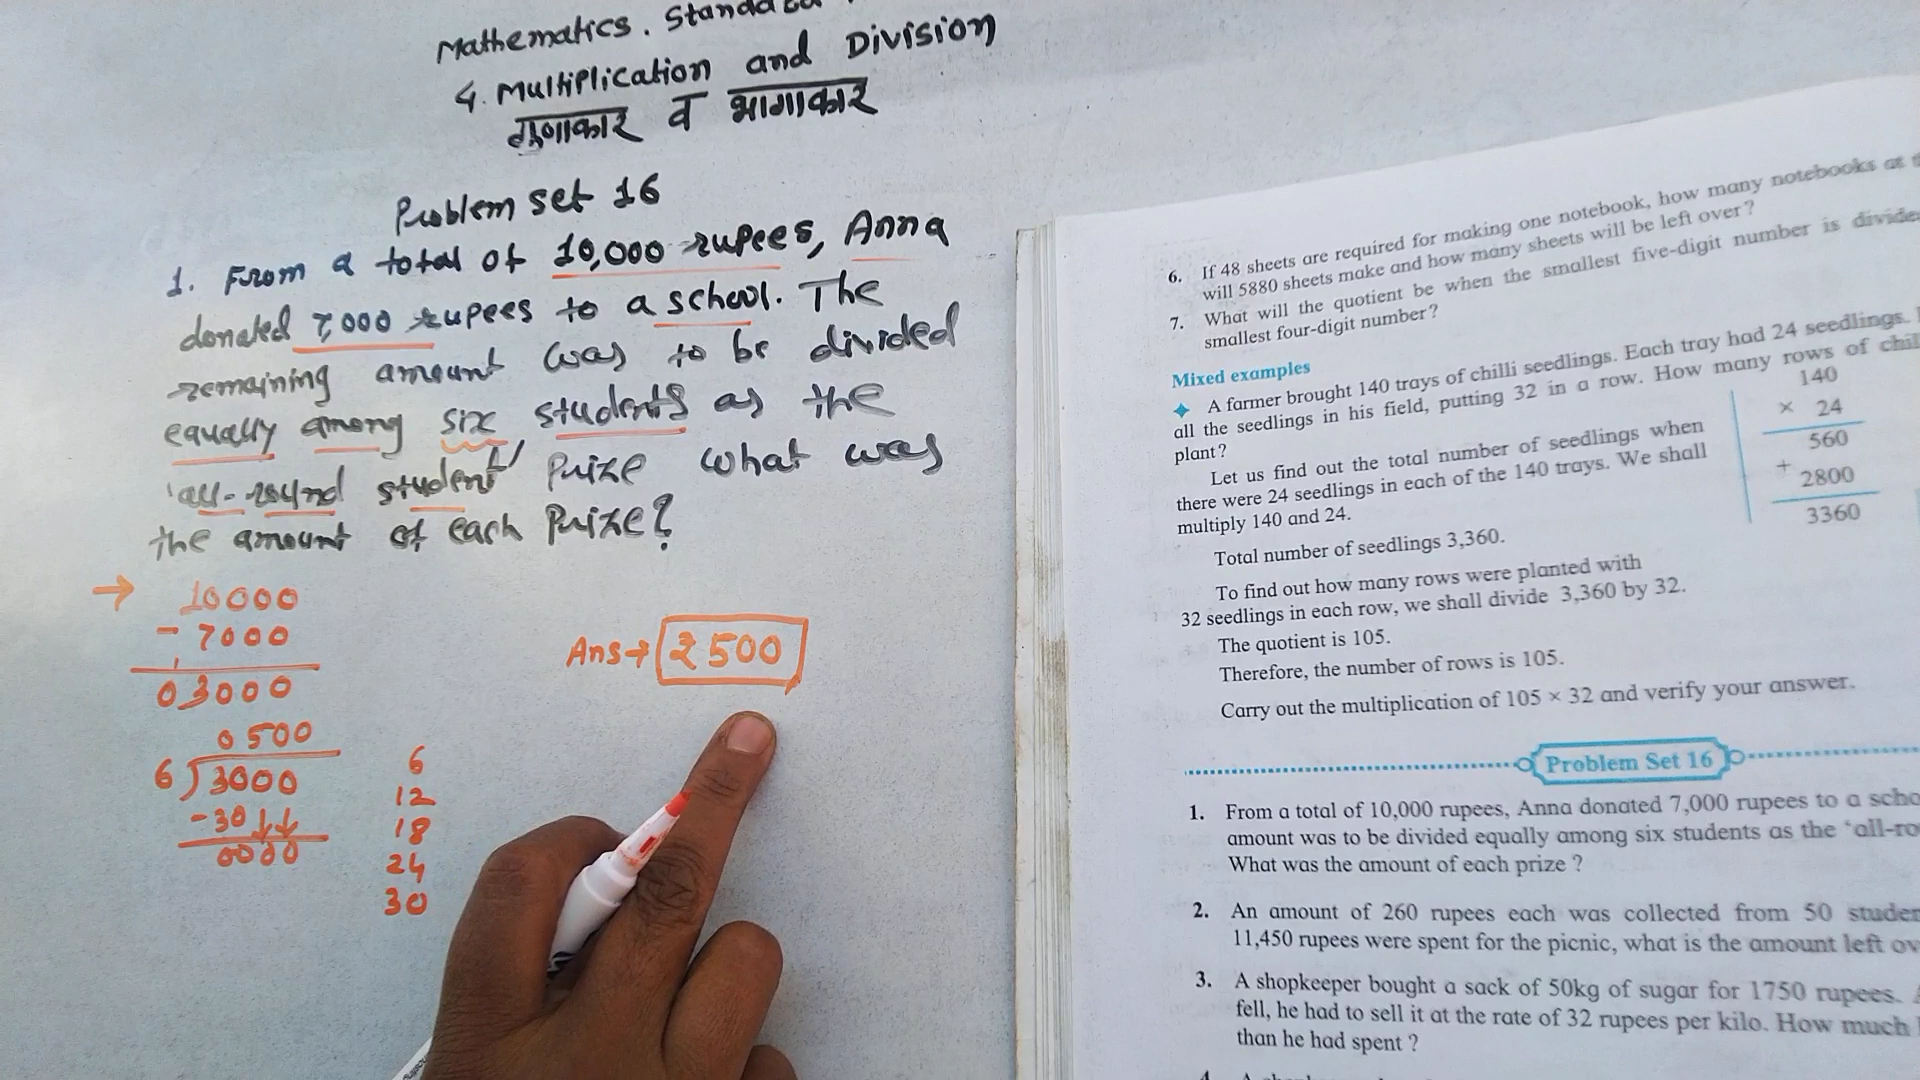 Mathematics. Standard
4. Multiplication and Division
गुणाकार व भागाकार
Problem set 16
1. From a total of 10,000 rupees, Anna
donated 7,000 rupees to a school. The
remaining amount was to be divided
equally among six students as the
'all-round student' Prize what was
the amount of each Prize?
→ 10000
- 7000
03000
0500
6)3000
-30↓↓
0000
6
12
18
24
30
Ans→ ₹ 500
6. If 48 sheets are required for making one notebook, how many notebooks at
will 5880 sheets make and how many sheets will be left over?
7. What will the quotient be when the smallest five-digit number is divide
smallest four-digit number?
Mixed examples
A farmer brought 140 trays of chilli seedlings. Each tray had 24 seedlings.
all the seedlings in his field, putting 32 in a row. How many rows of chil
plant?
Let us find out the total number of seedlings when
there were 24 seedlings in each of the 140 trays. We shall
multiply 140 and 24.
Total number of seedlings 3,360.
To find out how many rows were planted with
32 seedlings in each row, we shall divide 3,360 by 32.
The quotient is 105.
Therefore, the number of rows is 105.
Carry out the multiplication of 105 × 32 and verify your answer.
140
× 24
560
+ 2800
3360
Problem Set 16
1. From a total of 10,000 rupees, Anna donated 7,000 rupees to a scho
amount was to be divided equally among six students as the 'all-ro
What was the amount of each prize ?
2. An amount of 260 rupees each was collected from 50 studen
11,450 rupees were spent for the picnic, what is the amount left ov
3. A shopkeeper bought a sack of 50kg of sugar for 1750 rupees.
fell, he had to sell it at the rate of 32 rupees per kilo. How much
than he had spent ?